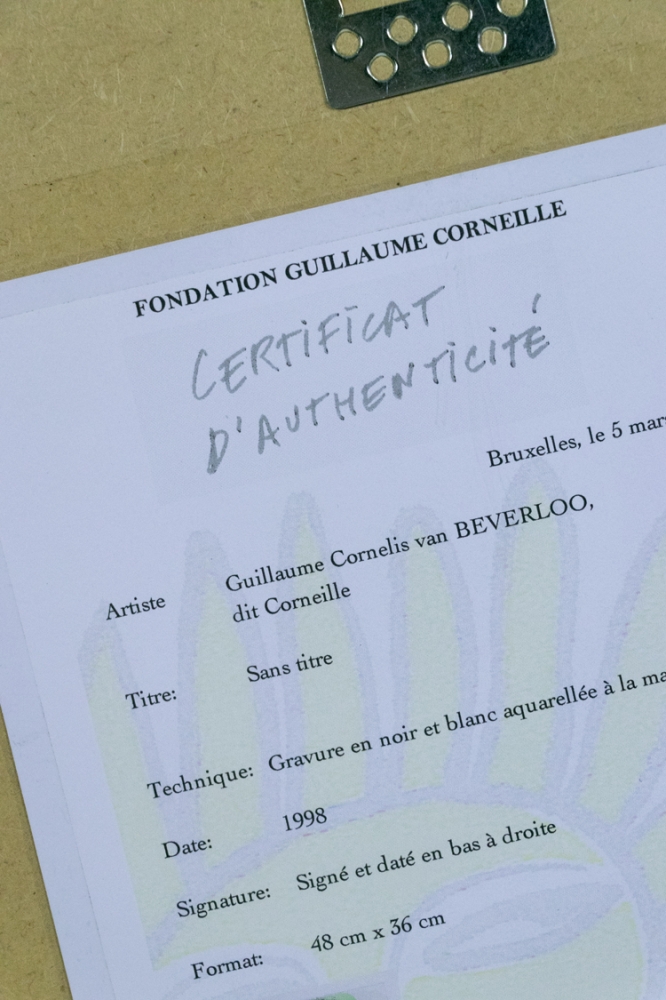 FONDATION GUILLAUME CORNEILLE
CERTIFICAT
D'AUTHENTICITÉ
Bruxelles, le 5
Artiste Guillaume Cornelis van BEVERLOO,
dit Corneille
Titre: Sans titre
Technique: Gravure en noir et blanc aquarellée à la
Date: 1998
Signature: Signé et daté en bas à droite
Format: 48 cm x 36 cm